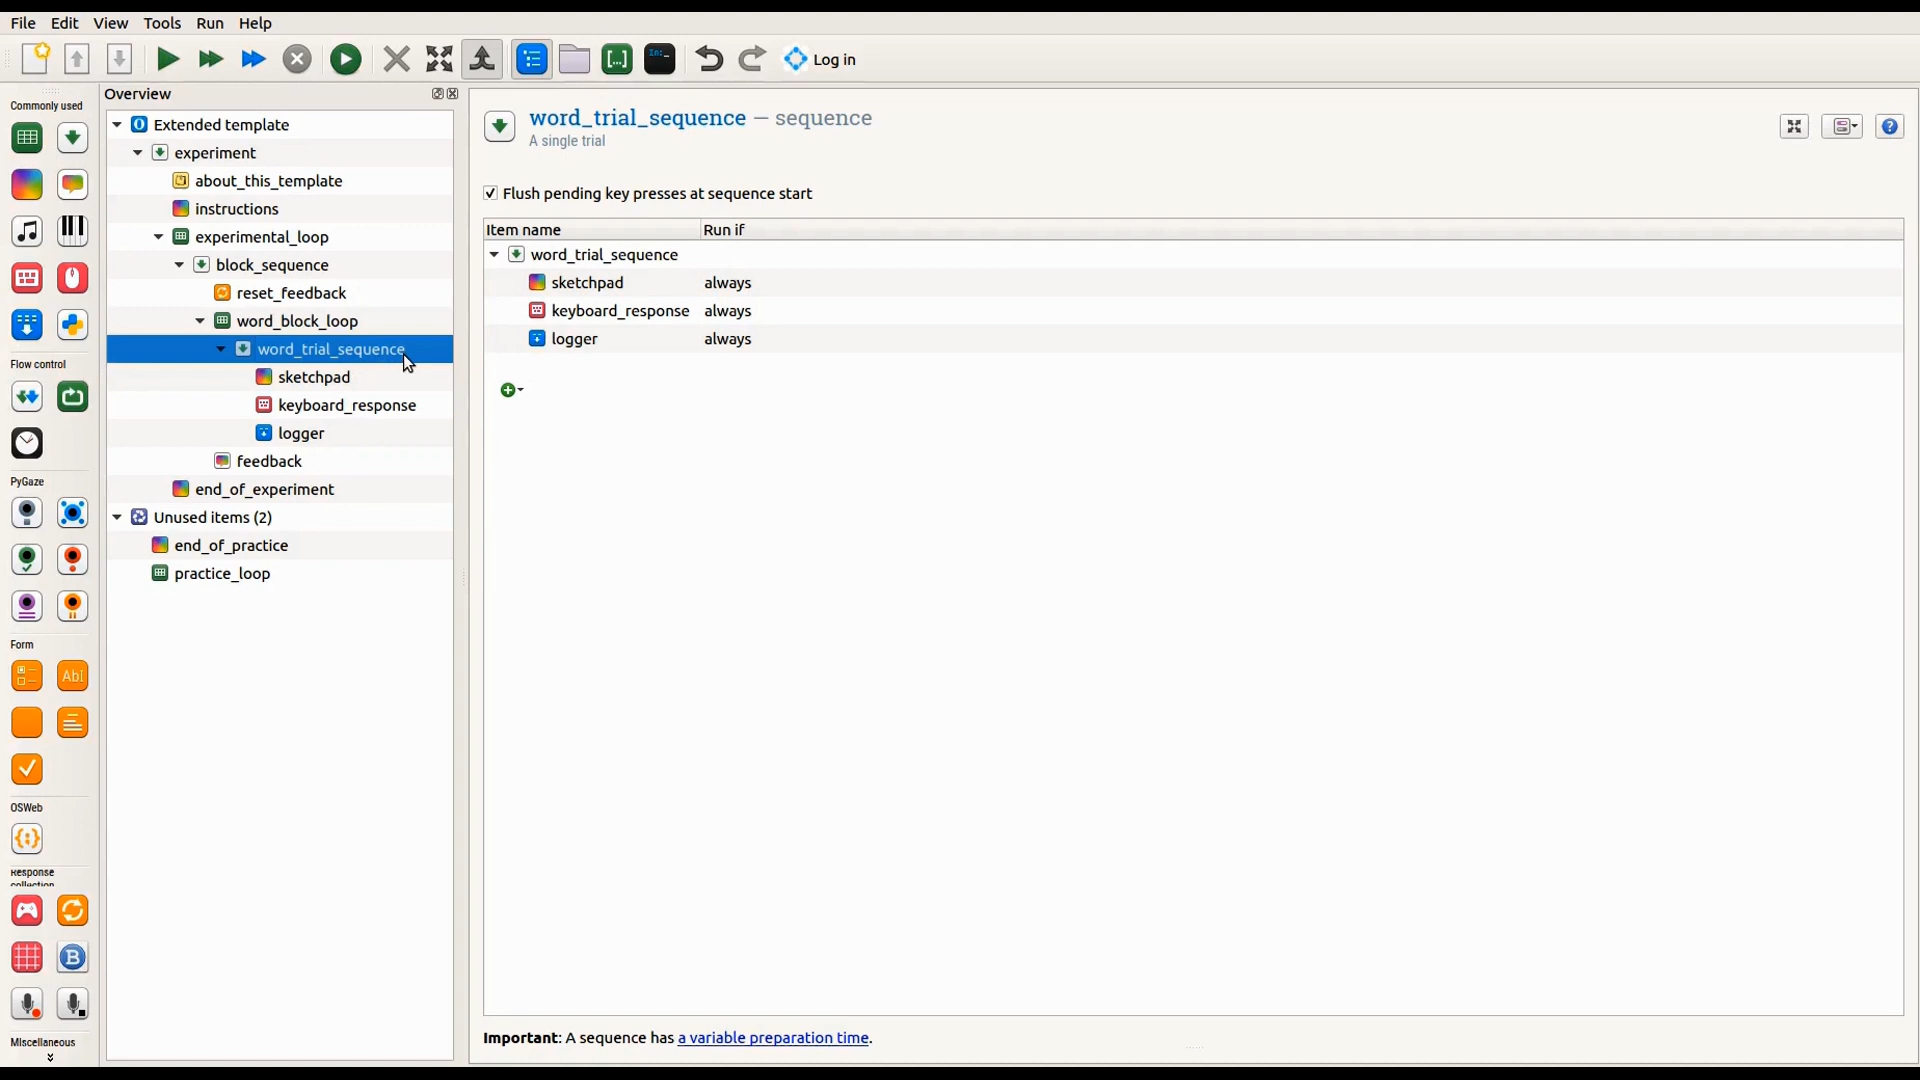 File Edit View Tools Run Help
In:_
Log in
Commonly used
Flow control
PyGaze
Form
AbI
OSWeb
Response
collection
B
Miscellaneous
Overview
Extended template
experiment
about_this_template
instructions
experimental_loop
block_sequence
reset_feedback
word_block_loop
word_trial_sequence
sketchpad
keyboard_response
logger
feedback
end_of_experiment
Unused items (2)
end_of_practice
practice_loop
word_trial_sequence — sequence
A single trial
Flush pending key presses at sequence start
Item name Run if
word_trial_sequence
sketchpad always
keyboard_response always
logger always
Important: A sequence has a variable preparation time.